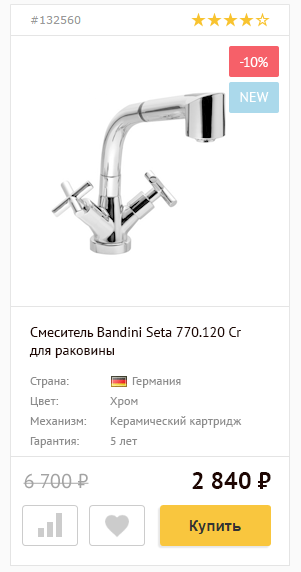 #132560
-10%
NEW
Смеситель Bandini Seta 770.120 Cr
для раковины
Страна: Германия
Цвет: Хром
Механизм: Керамический картридж
Гарантия: 5 лет
6 700 ₽ 2 840 ₽
Купить